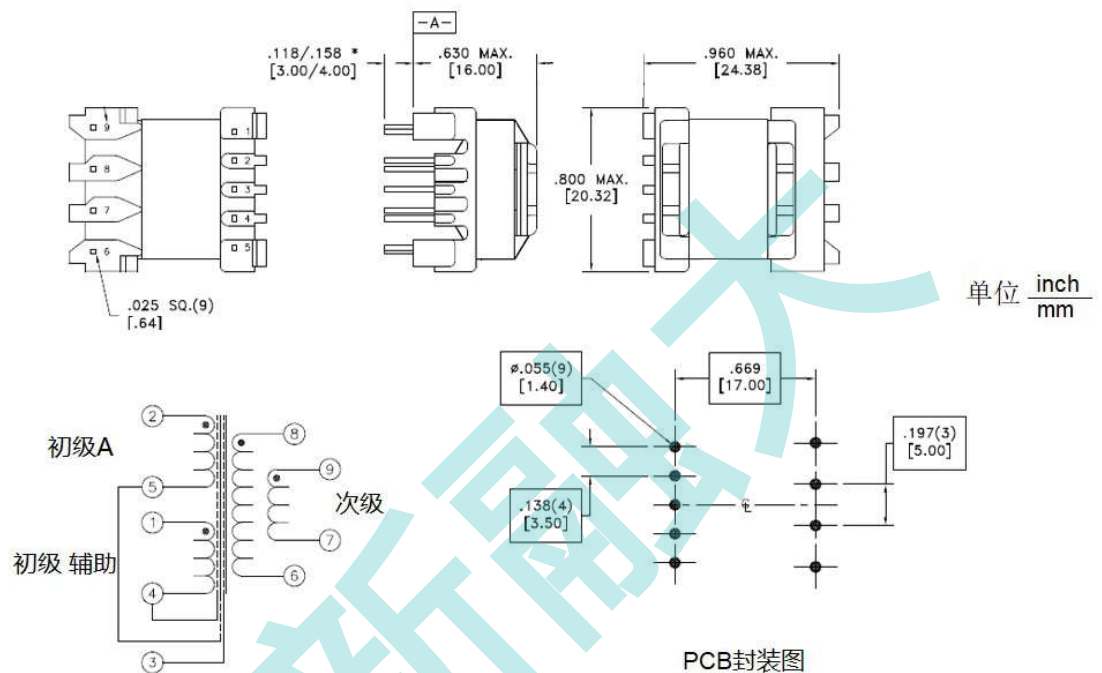 -A-
.118/.158 *
[3.00/4.00]
.630 MAX.
[16.00]
.960 MAX.
[24.38]
9
1
8
2
3
7
4
6
5
.800 MAX.
[20.32]
.025 SQ.(9)
[.64]
单位 inch
mm
ø.055(9)
[1.40]
.669
[17.00]
.197(3)
[5.00]
.138(4)
[3.50]
℄
2
初级A
8
9
5
次级
1
7
初级 辅助
6
4
3
PCB封装图
新融大